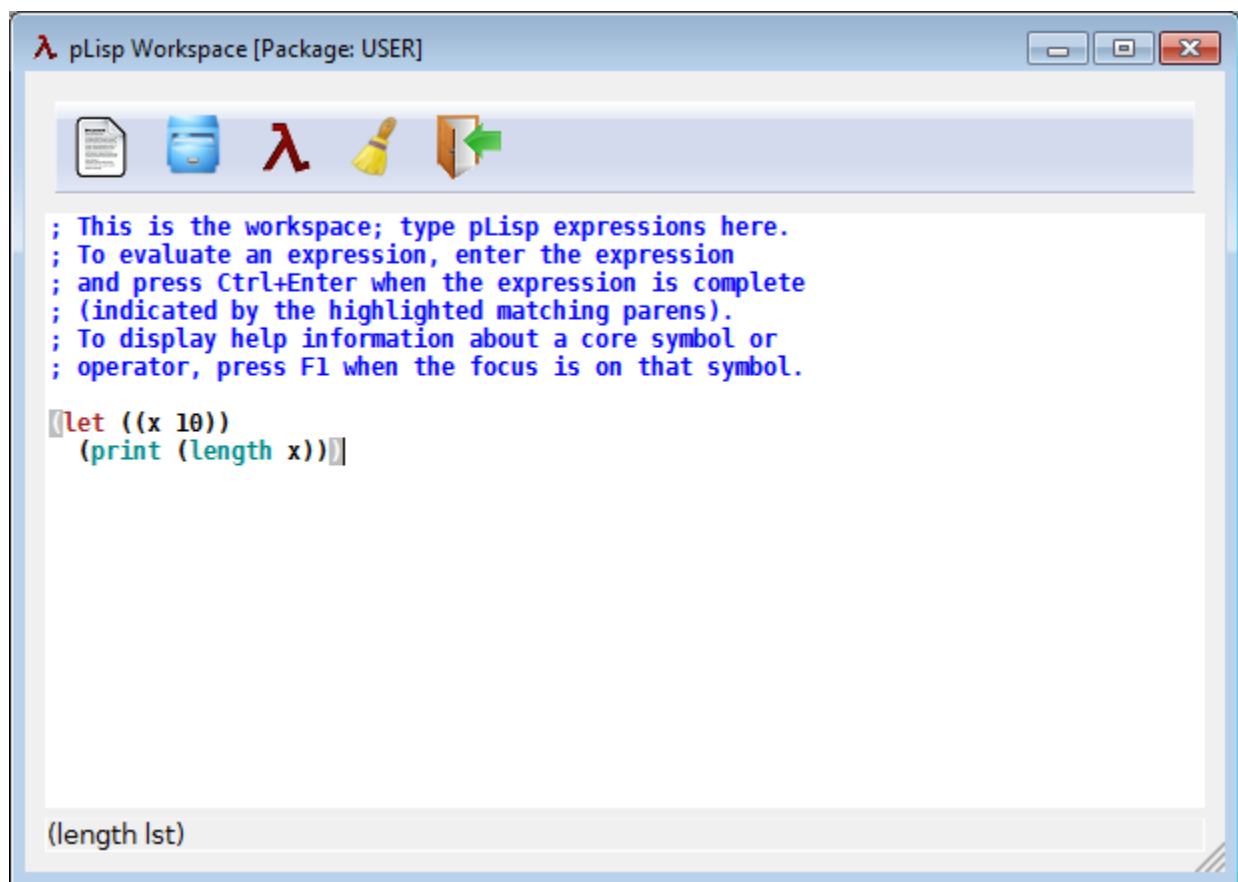 λ pLisp Workspace [Package: USER]
λ
; This is the workspace; type pLisp expressions here.
; To evaluate an expression, enter the expression
; and press Ctrl+Enter when the expression is complete
; (indicated by the highlighted matching parens).
; To display help information about a core symbol or
; operator, press F1 when the focus is on that symbol.
(let ((x 10))
  (print (length x)))
(length lst)